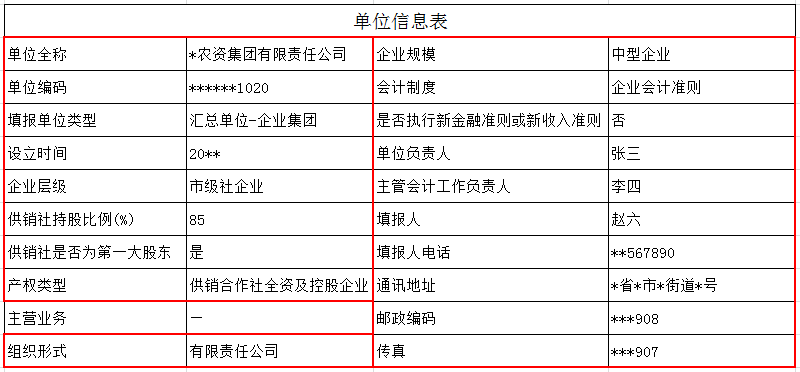 单位信息表
单位全称 *农资集团有限责任公司 企业规模 中型企业
单位编码 ******1020 会计制度 企业会计准则
填报单位类型 汇总单位-企业集团 是否执行新金融准则或新收入准则 否
设立时间 20** 单位负责人 张三
企业层级 市级社企业 主管会计工作负责人 李四
供销社持股比例(%) 85 填报人 赵六
供销社是否为第一大股东 是 填报人电话 **567890
产权类型 供销合作社全资及控股企业 通讯地址 *省*市*街道*号
主营业务 — 邮政编码 ***908
组织形式 有限责任公司 传真 ***907